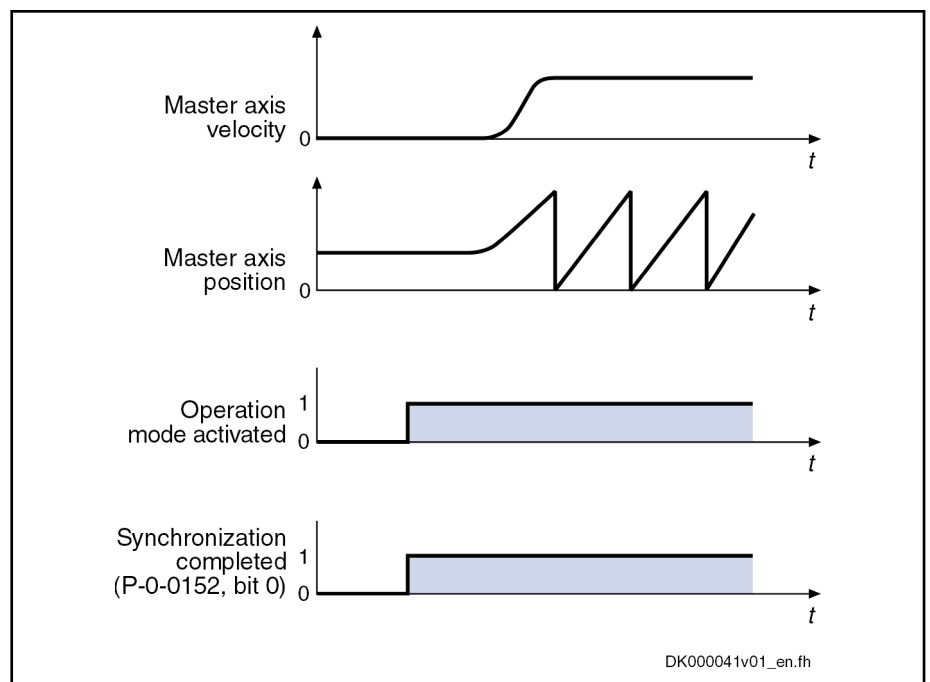 Master axis
velocity
0
t
Master axis
position
0
t
Operation
mode activated
1
0
t
Synchronization
completed
(P-0-0152, bit 0)
1
0
t
DK000041v01_en.fh